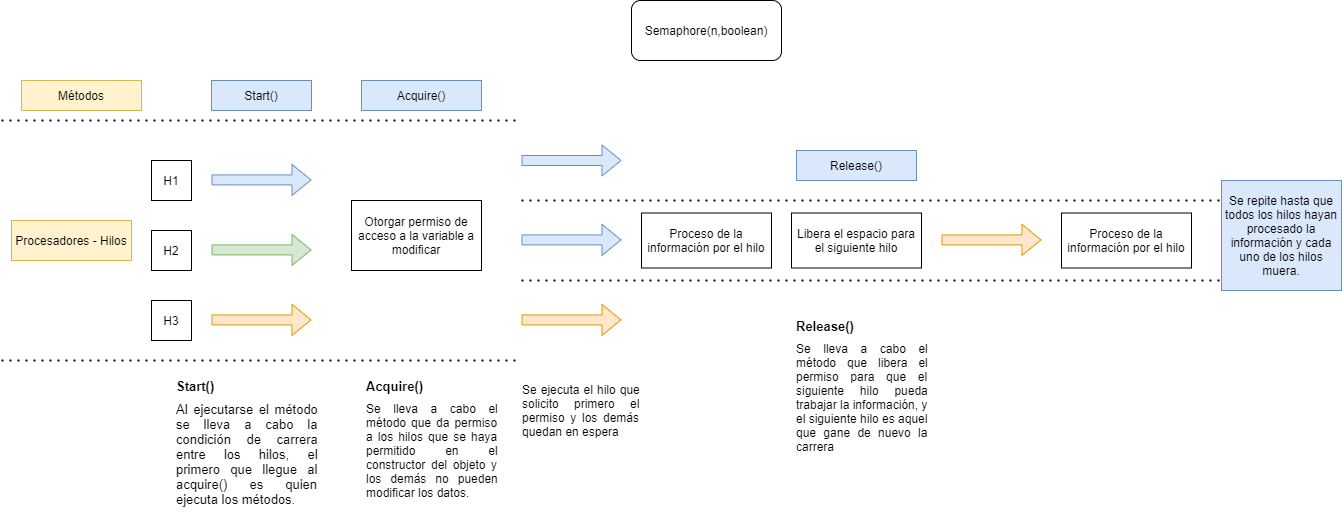 Semaphore(n,boolean)
Métodos
Start()
Acquire()
Release()
Procesadores - Hilos
H1
H2
H3
Otorgar permiso de
acceso a la variable a
modificar
Proceso de la
información por el hilo
Libera el espacio para
el siguiente hilo
Proceso de la
información por el hilo
Se repite hasta que
todos los hilos hayan
procesado la
información y cada
uno de los hilos
muera.
Start()
Al ejecutarse el método
se lleva a cabo la
condición de carrera
entre los hilos, el
primero que llegue al
acquire() es quien
ejecuta los métodos.
Acquire()
Se lleva a cabo el
método que da permiso
a los hilos que se haya
permitido en el
constructor del objeto y
los demás no pueden
modificar los datos.
Se ejecuta el hilo que
solicito primero el
permiso y los demás
quedan en espera
Release()
Se lleva a cabo el
método que libera el
permiso para que el
siguiente hilo pueda
trabajar la información, y
el siguiente hilo es aquel
que gane de nuevo la
carrera